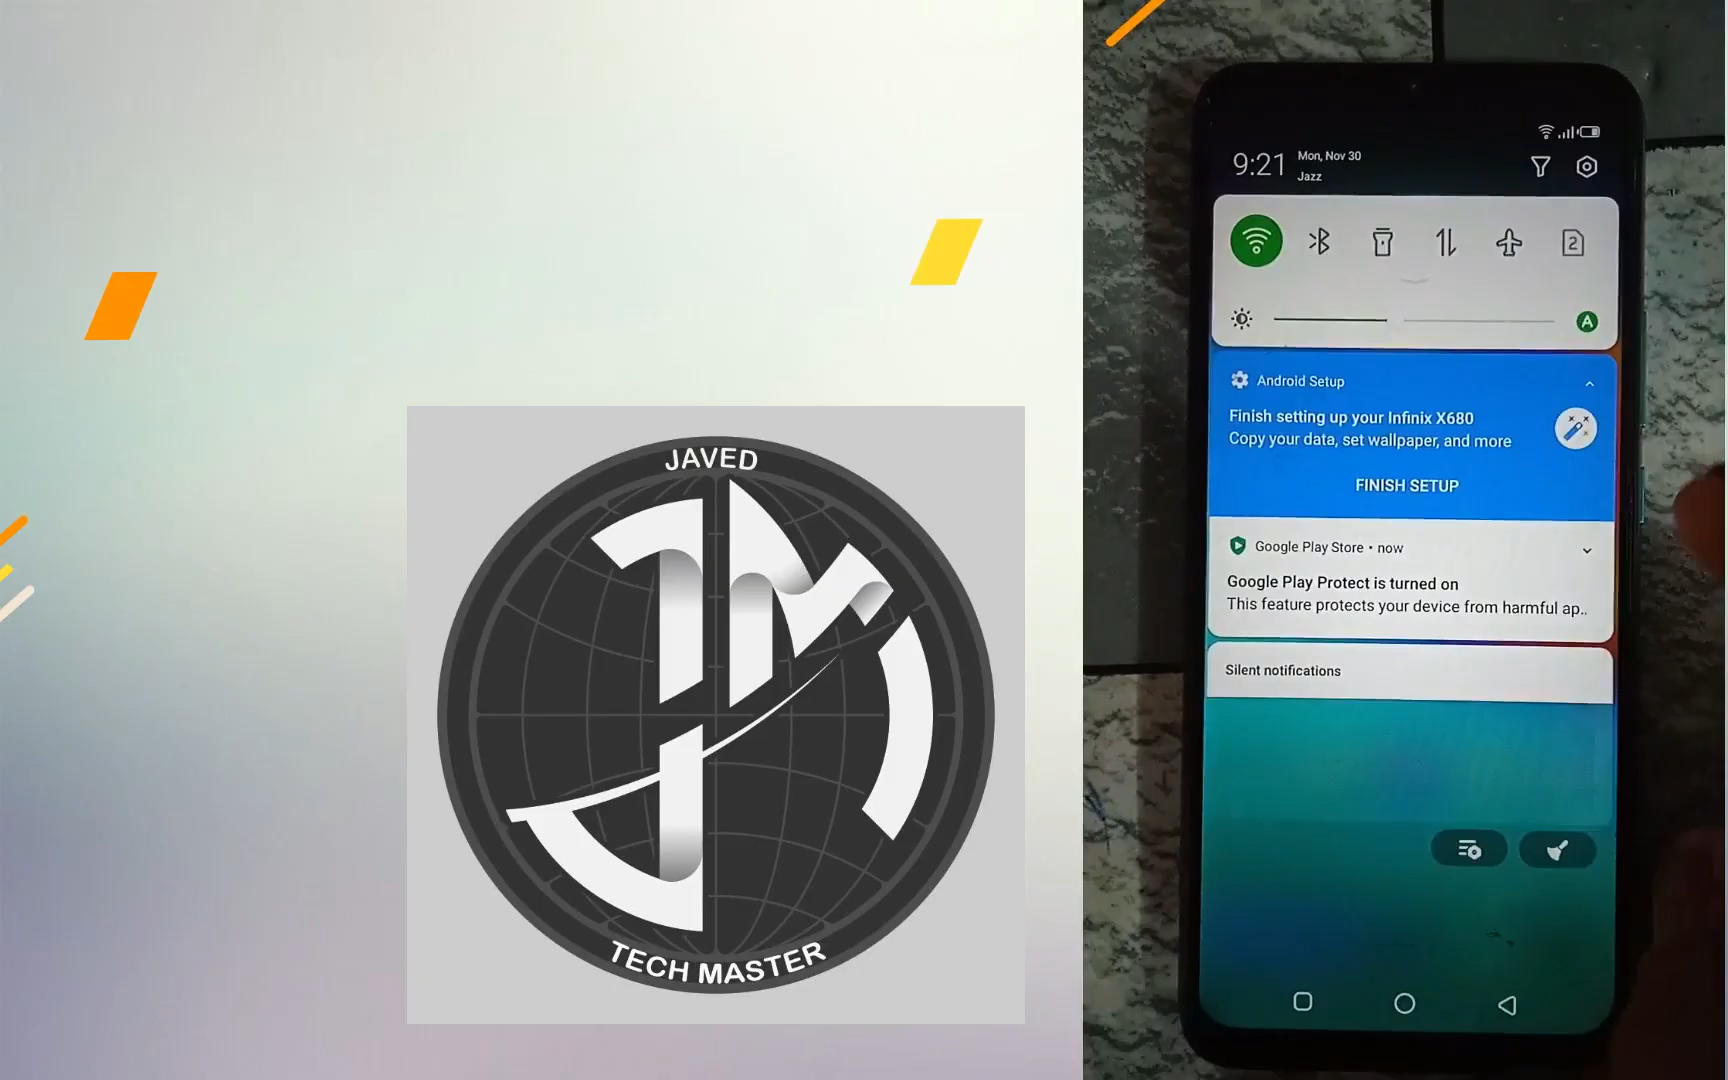 JAVED
TECH MASTER
9:21
Mon, Nov 30
Jazz
2
A
Android Setup
Finish setting up your Infinix X680
Copy your data, set wallpaper, and more
FINISH SETUP
Google Play Store • now
Google Play Protect is turned on
This feature protects your device from harmful ap..
Silent notifications